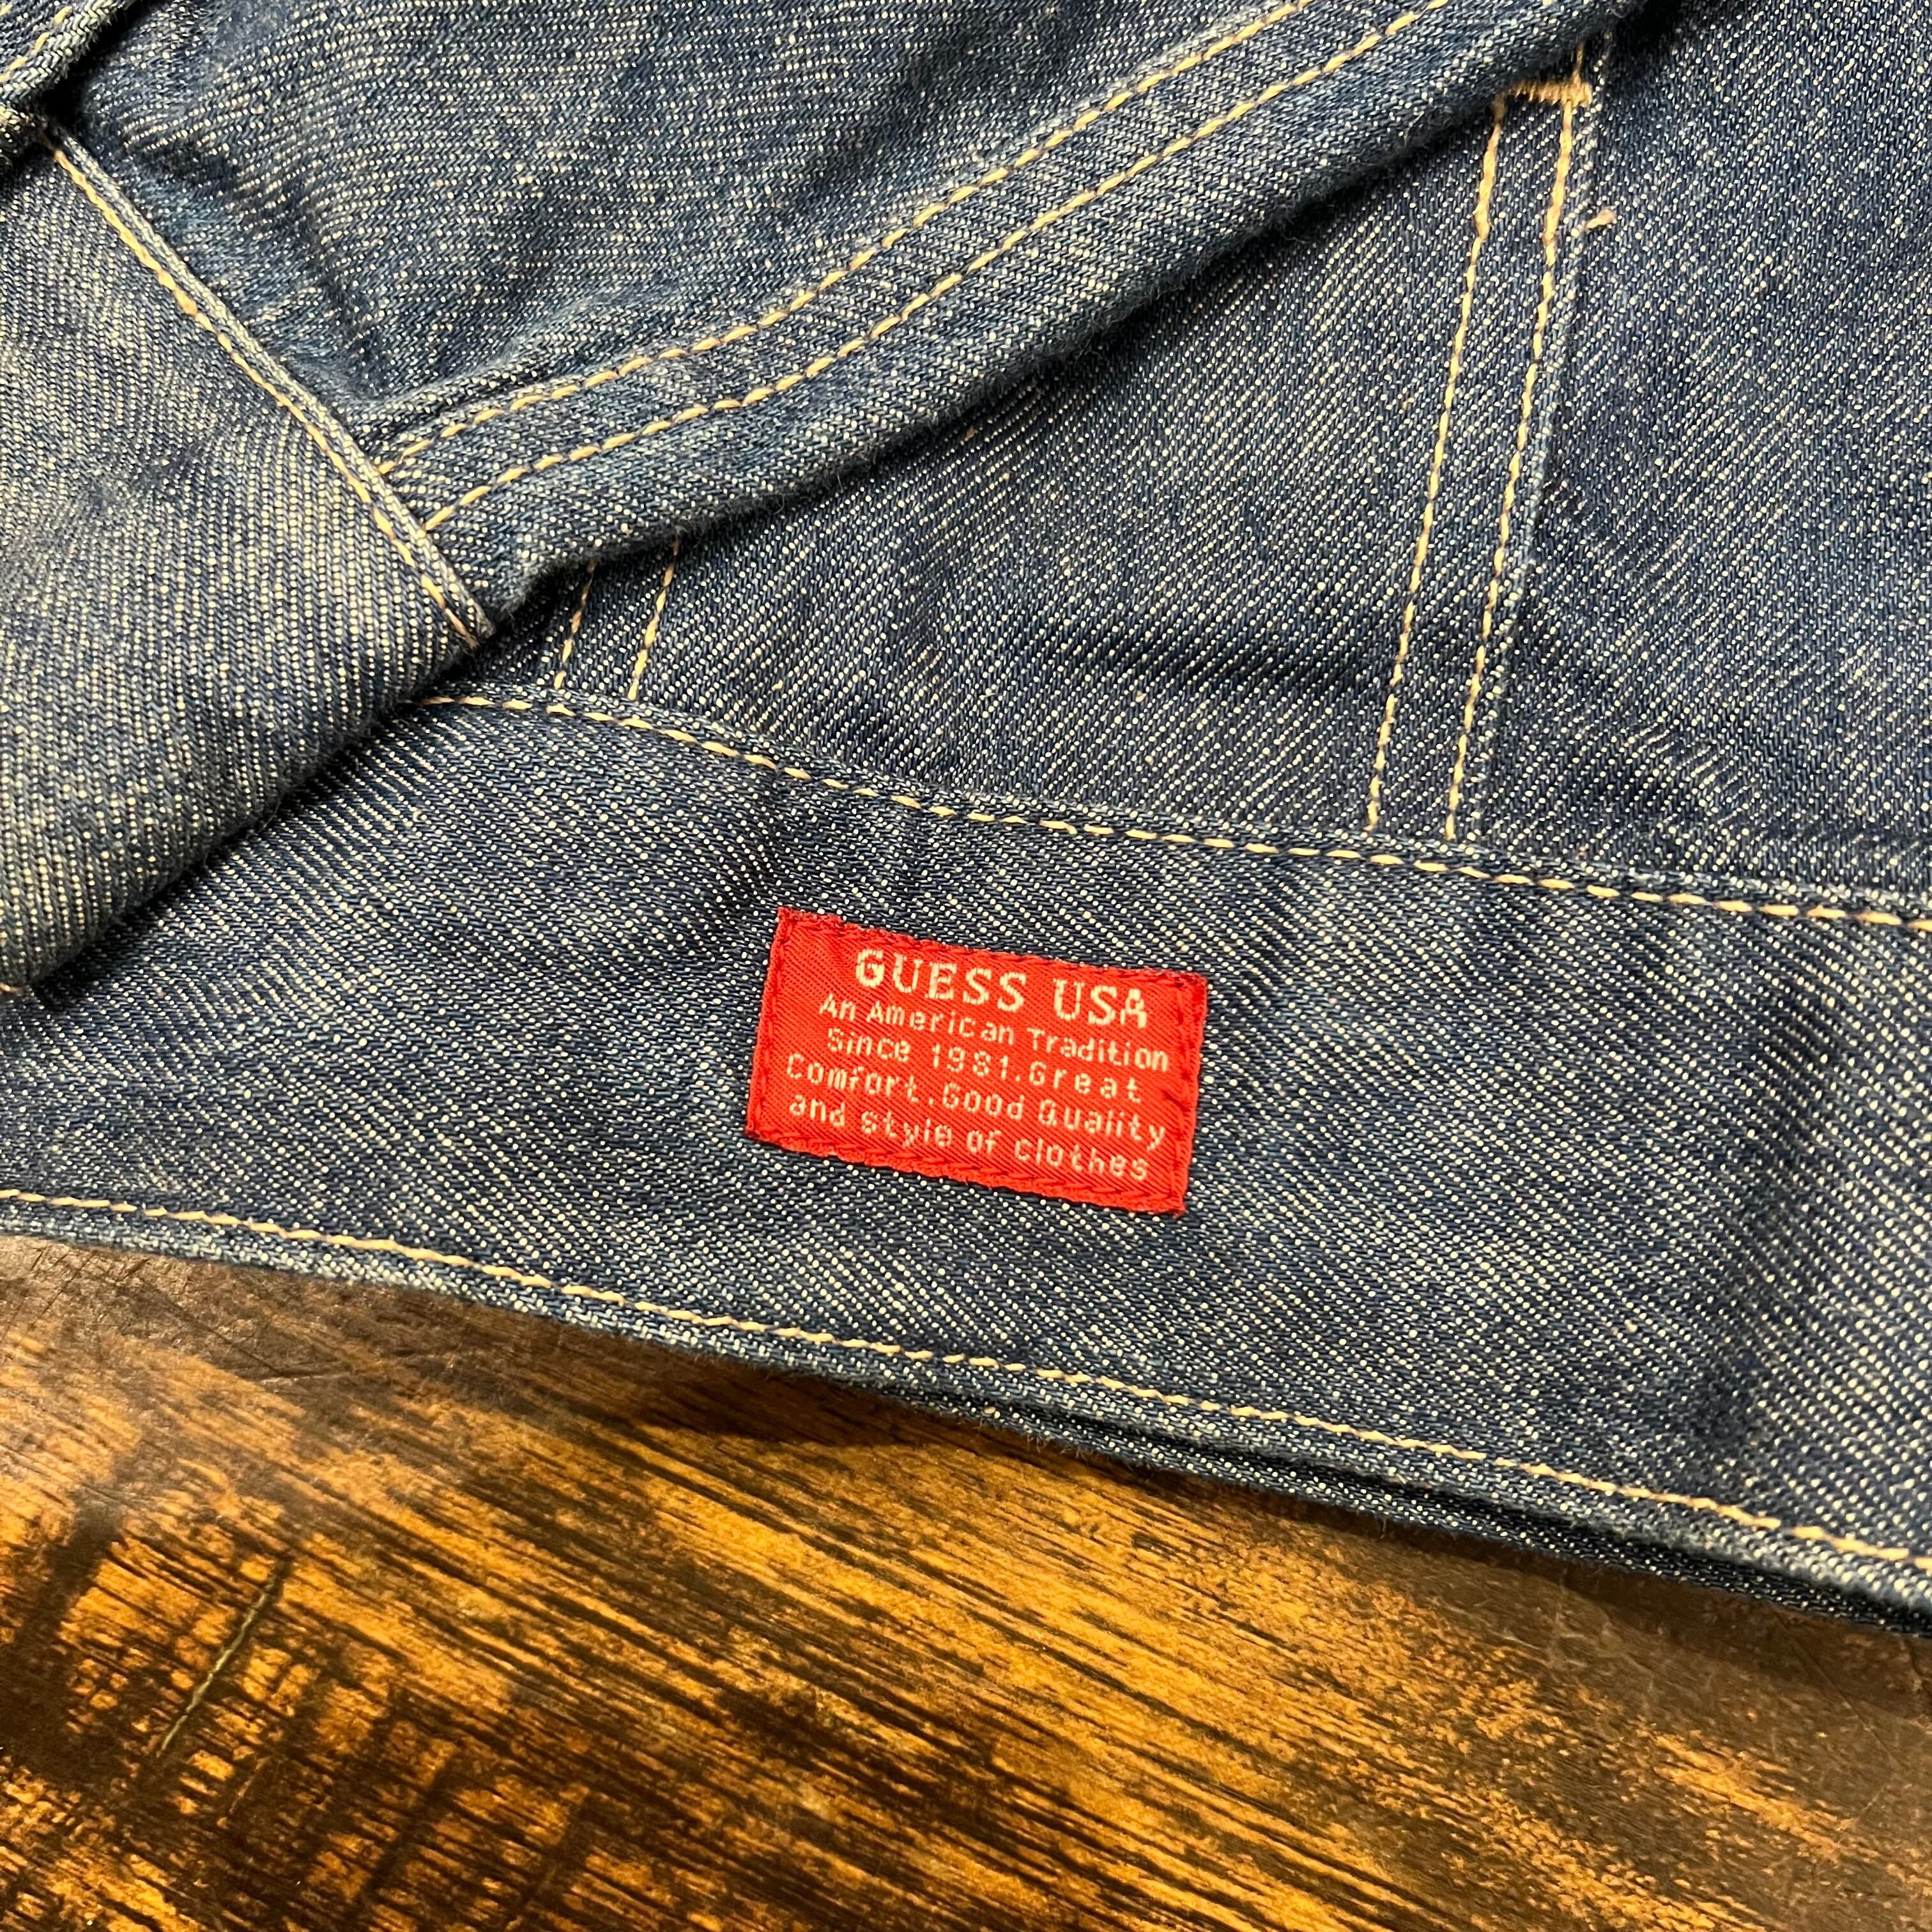 GUESS USA
An American Tradition
Since 1981.Great
Comfort.Good Quality
and style of clothes